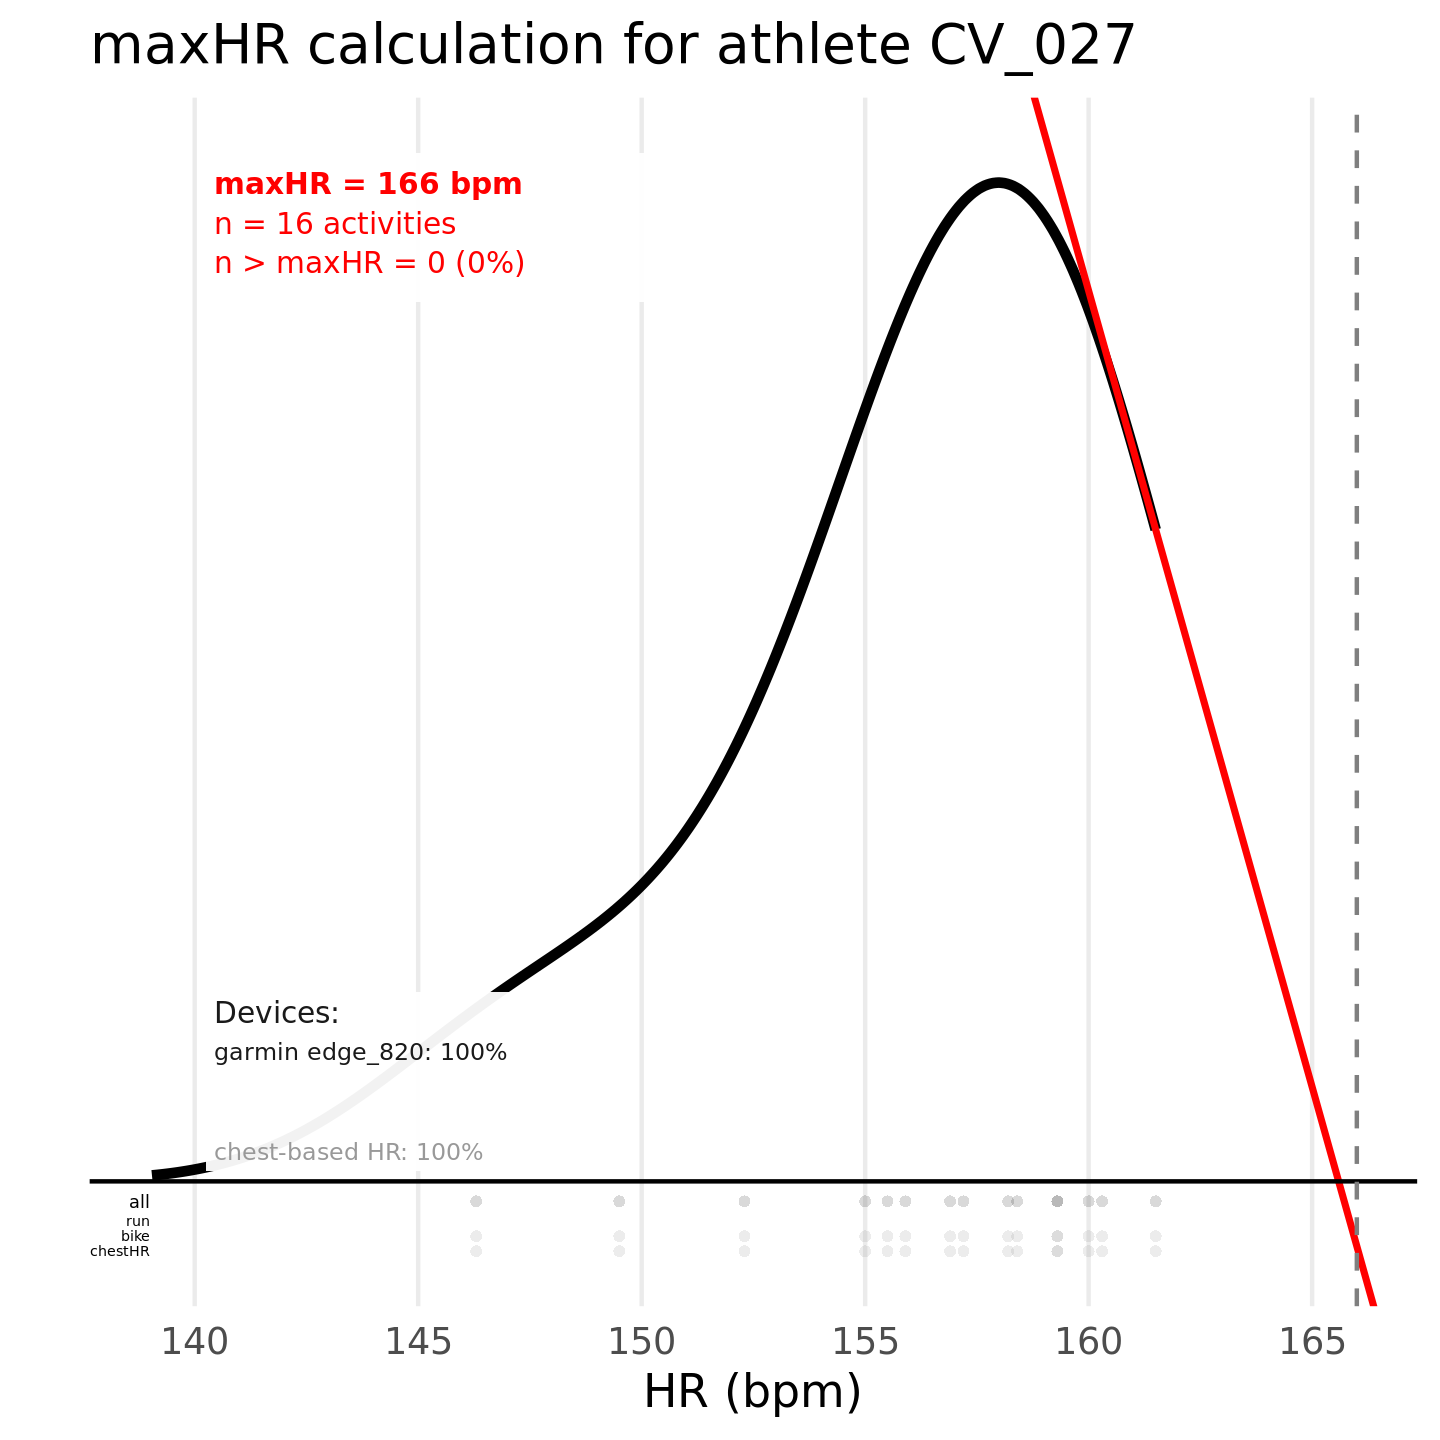 maxHR calculation for athlete CV_027
maxHR = 166 bpm
n = 16 activities
n > maxHR = 0 (0%)
Devices:
garmin edge_820: 100%
chest-based HR: 100%
all
run
bike
chestHR
140 145 150 155 160 165
HR (bpm)